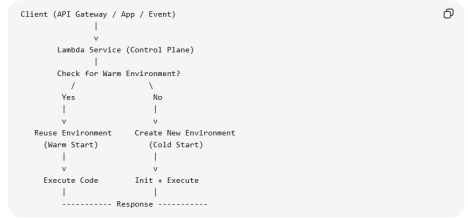 Client (API Gateway / App / Event)
|
v
Lambda Service (Control Plane)
|
Check for Warm Environment?
/ \
Yes No
| |
v v
Reuse Environment Create New Environment
(Warm Start) (Cold Start)
| |
v v
Execute Code Init + Execute
| |
----------- Response -----------